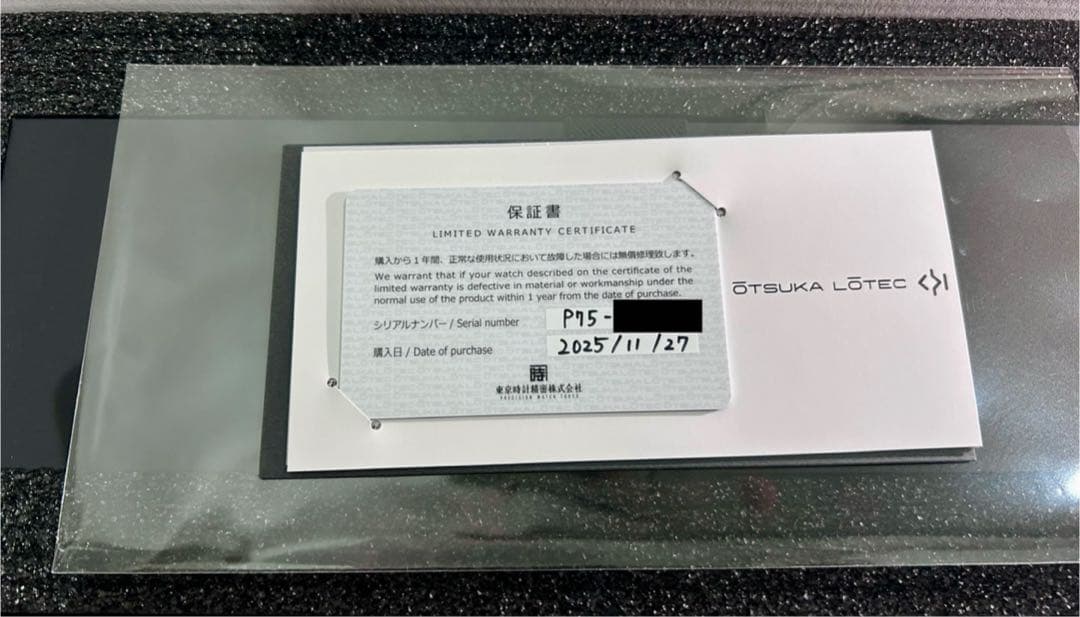 保証書
LIMITED WARRANTY CERTIFICATE
購入から1年間、正常な使用状況において故障した場合には無償修理致します。
We warrant that if your watch described on the certificate of the
limited warranty is defective in material or workmanship under the
normal use of the product within 1 year from the date of purchase.
シリアルナンバー / Serial number P75-
購入日 / Date of purchase 2025/11/27
東京時計精密株式会社
PRECISION WATCH TOKYO
ŌTSUKA LŌTEC